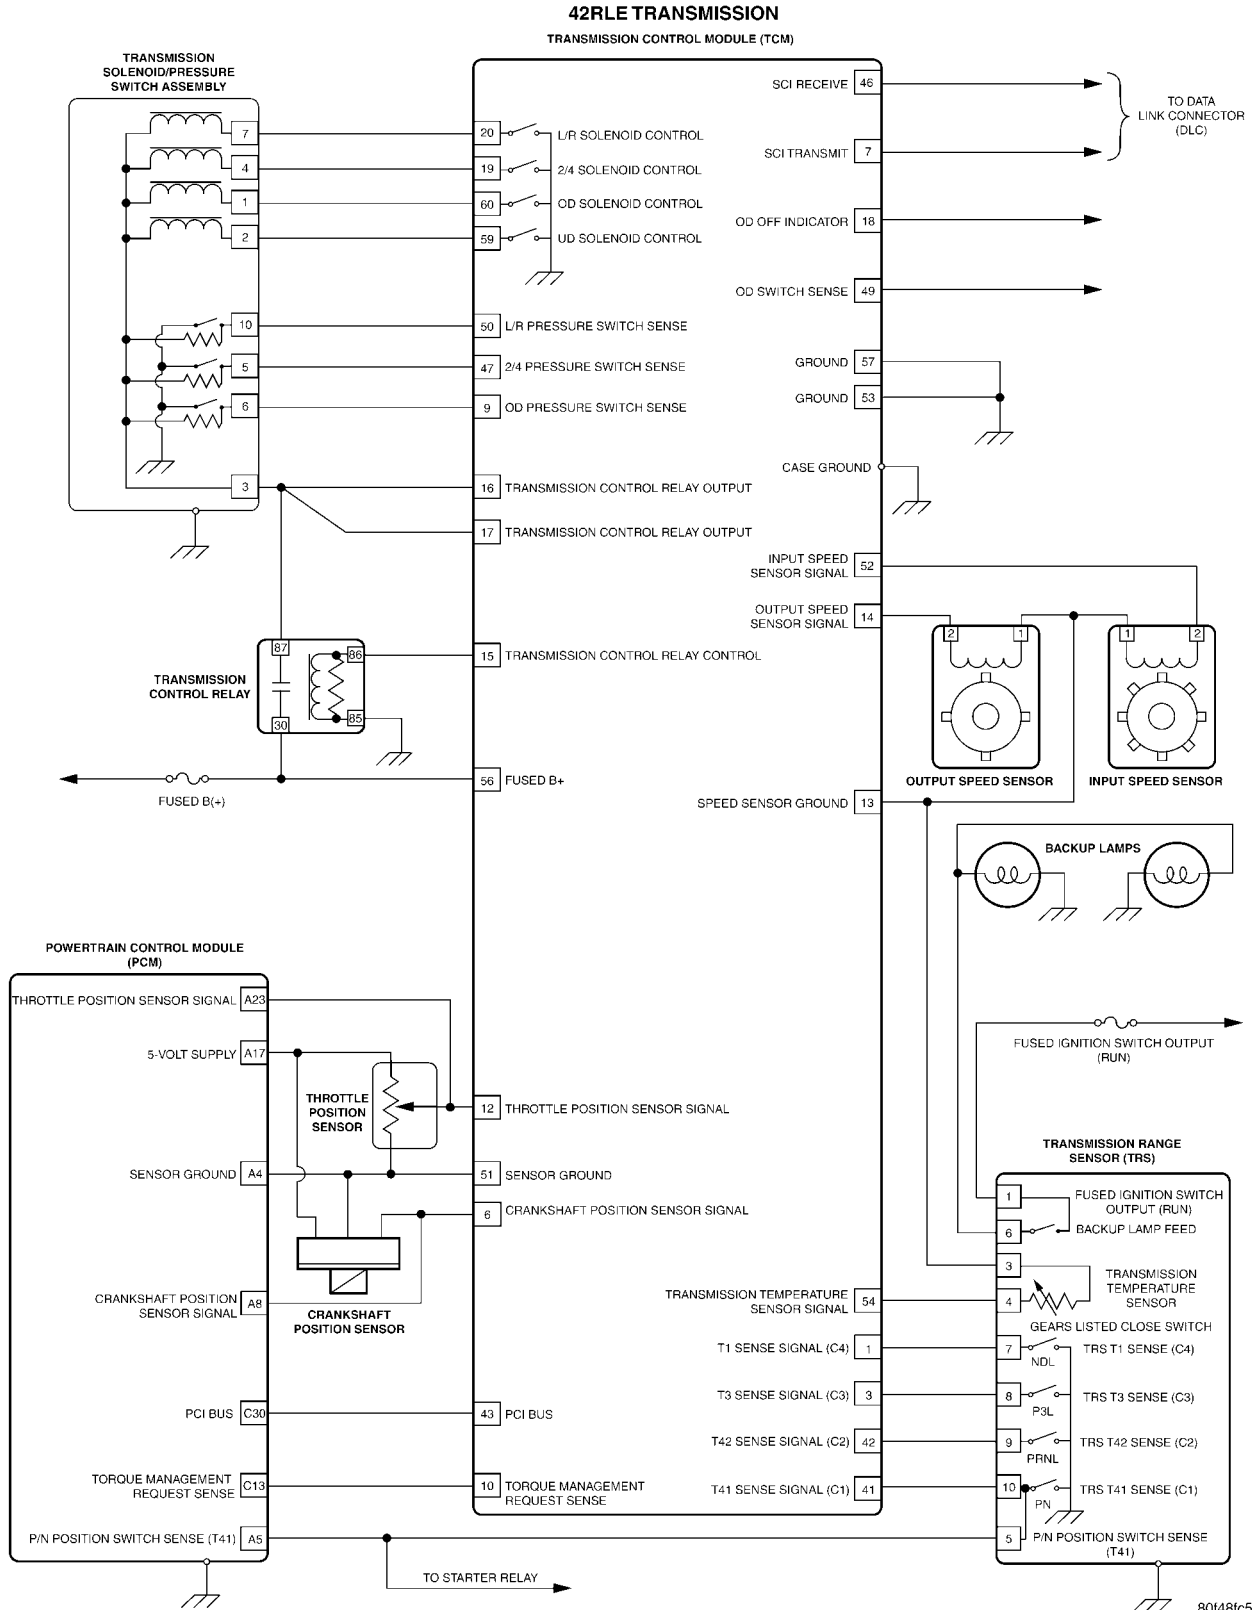 42RLE TRANSMISSION
TRANSMISSION CONTROL MODULE (TCM)
TRANSMISSION
SOLENOID/PRESSURE
SWITCH ASSEMBLY
7
4
1
2
10
5
6
3
20 L/R SOLENOID CONTROL
19 2/4 SOLENOID CONTROL
60 OD SOLENOID CONTROL
59 UD SOLENOID CONTROL
50 L/R PRESSURE SWITCH SENSE
47 2/4 PRESSURE SWITCH SENSE
9 OD PRESSURE SWITCH SENSE
16 TRANSMISSION CONTROL RELAY OUTPUT
17 TRANSMISSION CONTROL RELAY OUTPUT
15 TRANSMISSION CONTROL RELAY CONTROL
56 FUSED B+
TRANSMISSION
CONTROL RELAY
87
86
30
85
FUSED B(+)
SCI RECEIVE 46
SCI TRANSMIT 7
TO DATA
LINK CONNECTOR
(DLC)
OD OFF INDICATOR 18
OD SWITCH SENSE 49
GROUND 57
GROUND 53
CASE GROUND
INPUT SPEED
SENSOR SIGNAL 52
OUTPUT SPEED
SENSOR SIGNAL 14
2 1
1 2
OUTPUT SPEED SENSOR
INPUT SPEED SENSOR
SPEED SENSOR GROUND 13
BACKUP LAMPS
POWERTRAIN CONTROL MODULE
(PCM)
THROTTLE POSITION SENSOR SIGNAL A23
5-VOLT SUPPLY A17
THROTTLE
POSITION
SENSOR
12 THROTTLE POSITION SENSOR SIGNAL
SENSOR GROUND A4
51 SENSOR GROUND
6 CRANKSHAFT POSITION SENSOR SIGNAL
CRANKSHAFT POSITION
SENSOR SIGNAL A8
CRANKSHAFT
POSITION SENSOR
PCI BUS C30
43 PCI BUS
TORQUE MANAGEMENT
REQUEST SENSE C13
10 TORQUE MANAGEMENT
REQUEST SENSE
P/N POSITION SWITCH SENSE (T41) A5
TO STARTER RELAY
FUSED IGNITION SWITCH OUTPUT
(RUN)
TRANSMISSION RANGE
SENSOR (TRS)
1 FUSED IGNITION SWITCH
OUTPUT (RUN)
6 BACKUP LAMP FEED
3
TRANSMISSION
TEMPERATURE
SENSOR
4
TRANSMISSION TEMPERATURE
SENSOR SIGNAL 54
GEARS LISTED CLOSE SWITCH
T1 SENSE SIGNAL (C4) 1
7 NDL TRS T1 SENSE (C4)
T3 SENSE SIGNAL (C3) 3
8 P3L TRS T3 SENSE (C3)
T42 SENSE SIGNAL (C2) 42
9 PRNL TRS T42 SENSE (C2)
T41 SENSE SIGNAL (C1) 41
10 PN TRS T41 SENSE (C1)
5 P/N POSITION SWITCH SENSE
(T41)
80f48fc5